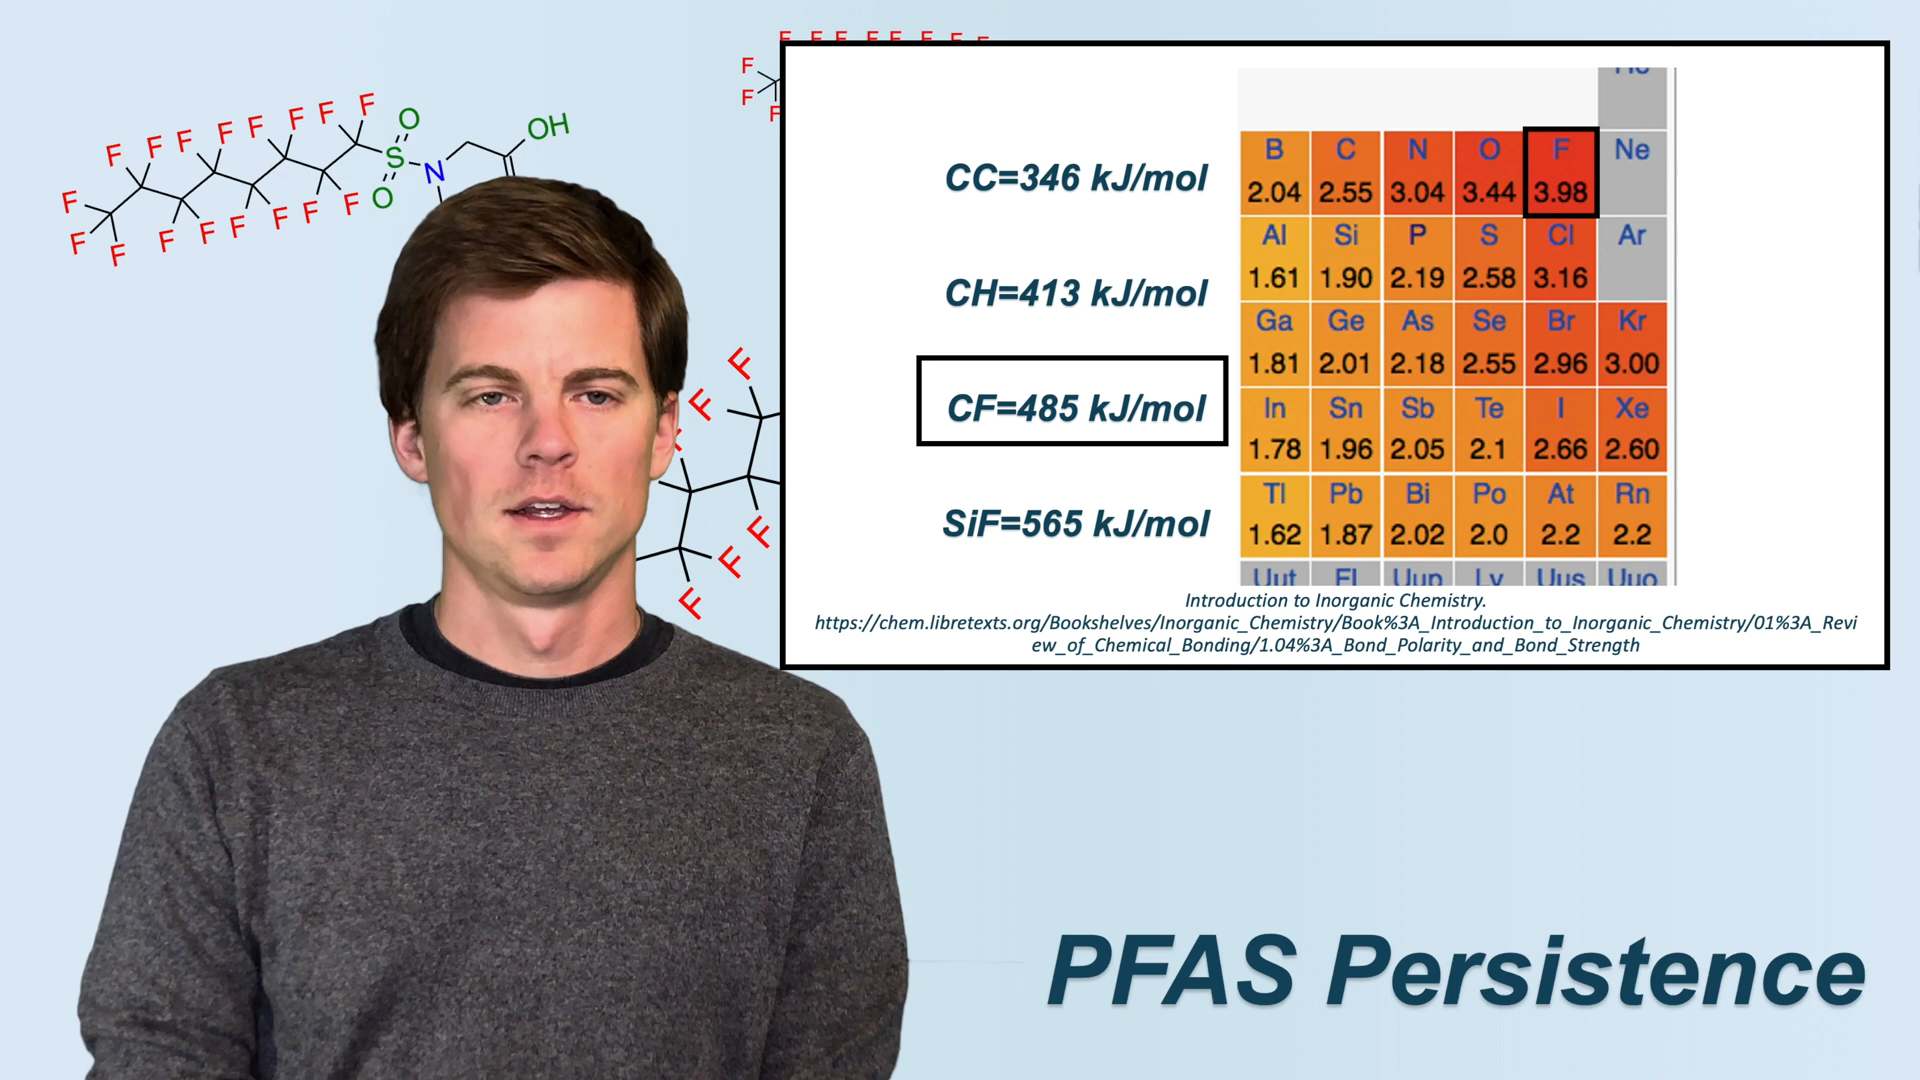 F F F F F F F F
F
F
F
F F F F F F F F
F F F F F F F F F
O
S
O
N
OH
F
F
F
F
F
CC=346 kJ/mol
CH=413 kJ/mol
CF=485 kJ/mol
SiF=565 kJ/mol
B C N O F Ne
2.04 2.55 3.04 3.44 3.98
Al Si P S Cl Ar
1.61 1.90 2.19 2.58 3.16
Ga Ge As Se Br Kr
1.81 2.01 2.18 2.55 2.96 3.00
In Sn Sb Te I Xe
1.78 1.96 2.05 2.1 2.66 2.60
Tl Pb Bi Po At Rn
1.62 1.87 2.02 2.0 2.2 2.2
Uut Fl Uup Lv Uus Uuo
Introduction to Inorganic Chemistry.
https://chem.libretexts.org/Bookshelves/Inorganic_Chemistry/Book%3A_Introduction_to_Inorganic_Chemistry/01%3A_Revi
ew_of_Chemical_Bonding/1.04%3A_Bond_Polarity_and_Bond_Strength
PFAS Persistence